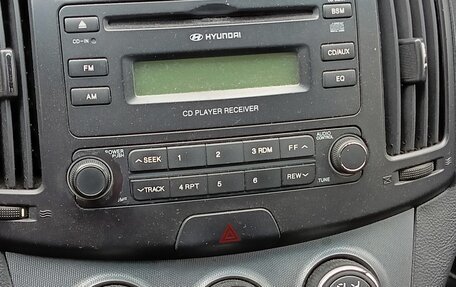 BSM
CD-IN
HYUNDAI
CD/AUX
FM
EQ
AM
CD PLAYER RECEIVER
POWER
PUSH
AUDIO
CONTROL
SEEK 1 2 3 RDM FF
TRACK 4 RPT 5 6 REW
TUNE